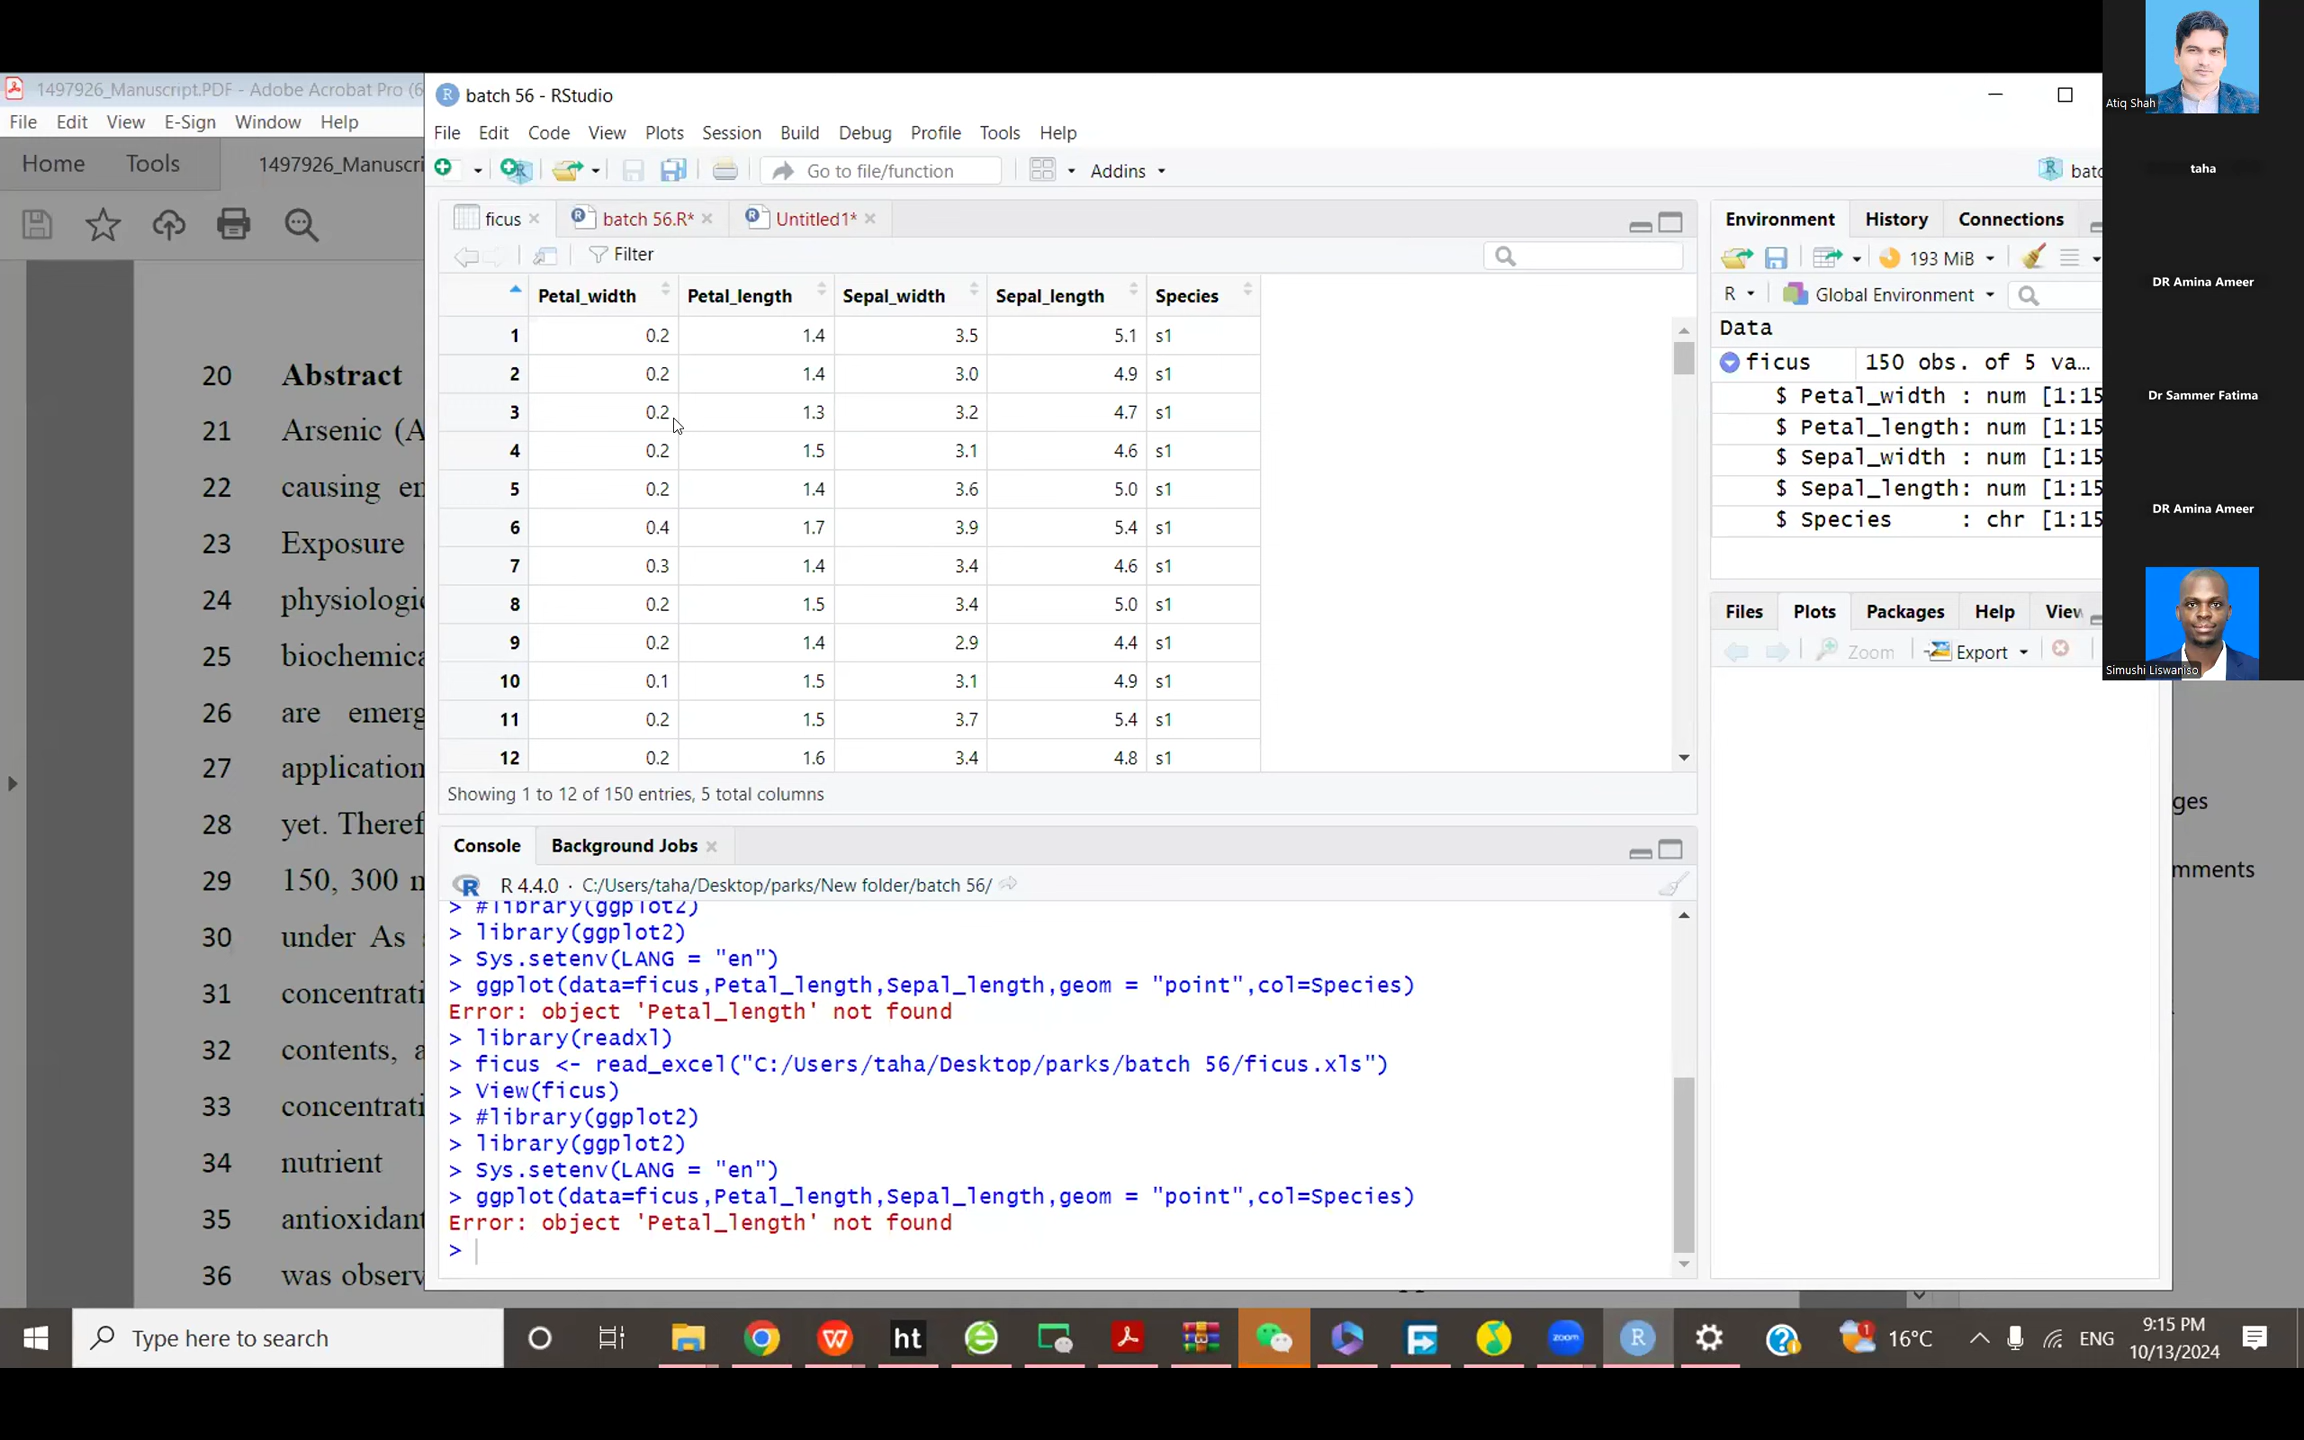 1497926_Manuscript.PDF - Adobe Acrobat Pro (6
File Edit View E-Sign Window Help
Home Tools 1497926_Manuscri
20 Abstract
21 Arsenic (A
22 causing en
23 Exposure
24 physiologic
25 biochemica
26 are emerg
27 application
28 yet. Theref
29 150, 300 n
30 under As
31 concentrati
32 contents, a
33 concentrati
34 nutrient
35 antioxidant
36 was observ
batch 56 - RStudio
File Edit Code View Plots Session Build Debug Profile Tools Help
Go to file/function Addins batc
ficus batch 56.R* Untitled1*
Filter
Petal_width Petal_length Sepal_width Sepal_length Species
1 0.2 1.4 3.5 5.1 s1
2 0.2 1.4 3.0 4.9 s1
3 0.2 1.3 3.2 4.7 s1
4 0.2 1.5 3.1 4.6 s1
5 0.2 1.4 3.6 5.0 s1
6 0.4 1.7 3.9 5.4 s1
7 0.3 1.4 3.4 4.6 s1
8 0.2 1.5 3.4 5.0 s1
9 0.2 1.4 2.9 4.4 s1
10 0.1 1.5 3.1 4.9 s1
11 0.2 1.5 3.7 5.4 s1
12 0.2 1.6 3.4 4.8 s1
Showing 1 to 12 of 150 entries, 5 total columns
Console Background Jobs
R 4.4.0 · C:/Users/taha/Desktop/parks/New folder/batch 56/
> #library(ggplot2)
> library(ggplot2)
> Sys.setenv(LANG = "en")
> ggplot(data=ficus,Petal_length,Sepal_length,geom = "point",col=Species)
Error: object 'Petal_length' not found
> library(readxl)
> ficus <- read_excel("C:/Users/taha/Desktop/parks/batch 56/ficus.xls")
> View(ficus)
> #library(ggplot2)
> library(ggplot2)
> Sys.setenv(LANG = "en")
> ggplot(data=ficus,Petal_length,Sepal_length,geom = "point",col=Species)
Error: object 'Petal_length' not found
>
Environment History Connections
193 MiB
R Global Environment
Data
ficus 150 obs. of 5 va…
$ Petal_width : num [1:15
$ Petal_length: num [1:15
$ Sepal_width : num [1:15
$ Sepal_length: num [1:15
$ Species : chr [1:15
Files Plots Packages Help View
Zoom Export
Atiq Shah
taha
DR Amina Ameer
Dr Sammer Fatima
DR Amina Ameer
Simushi Liswaniso
ges
mments
Type here to search
ht
zoom
R
16°C
ENG
9:15 PM
10/13/2024